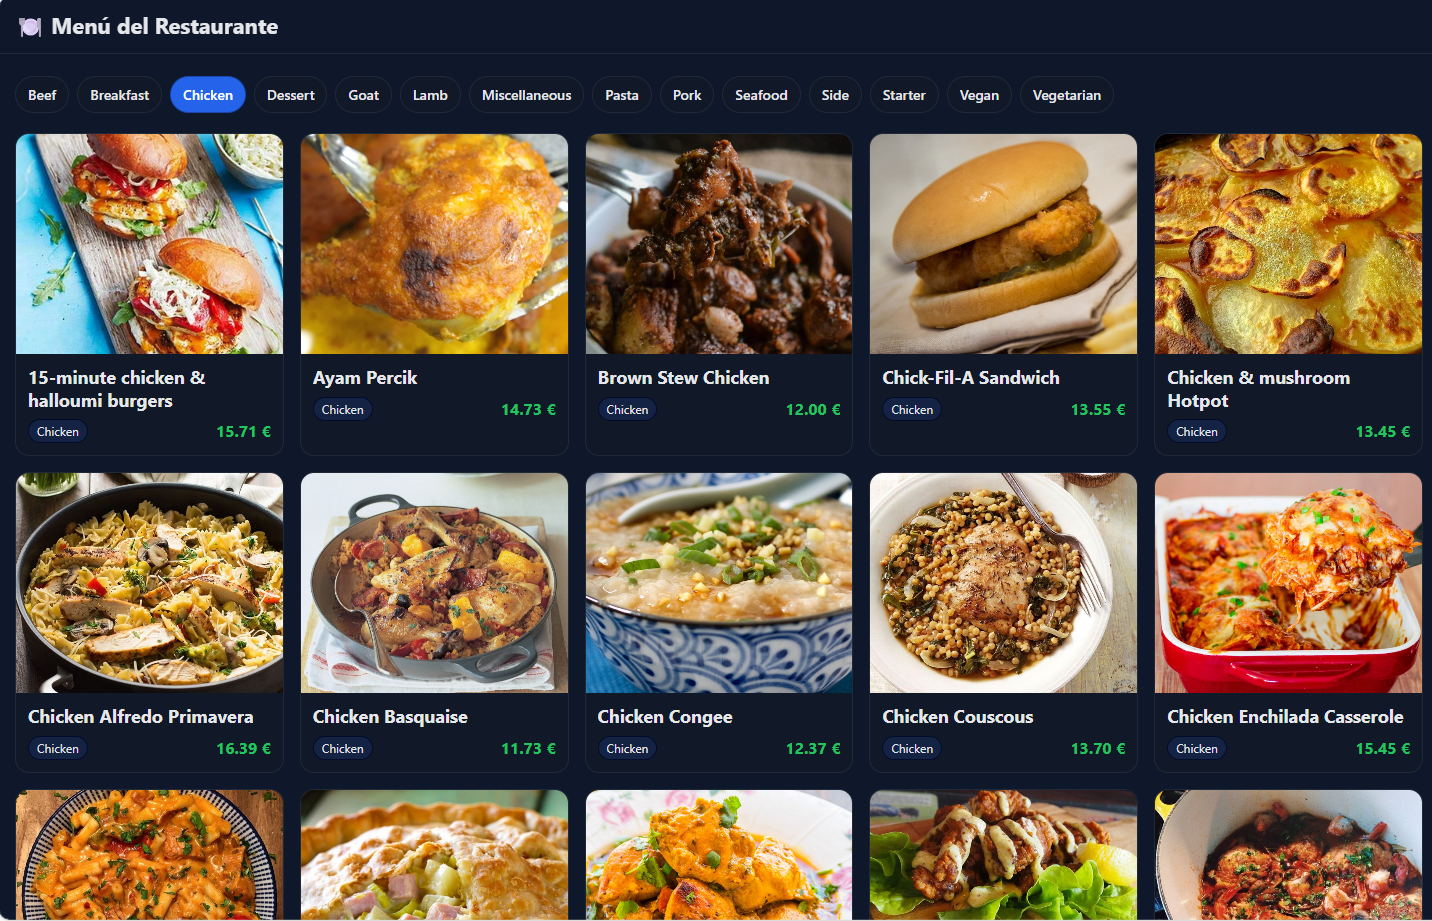 Menú del Restaurante
Beef Breakfast Chicken Dessert Goat Lamb Miscellaneous Pasta Pork Seafood Side Starter Vegan Vegetarian
15-minute chicken &
halloumi burgers
Chicken 15.71 €
Ayam Percik
Chicken 14.73 €
Brown Stew Chicken
Chicken 12.00 €
Chick-Fil-A Sandwich
Chicken 13.55 €
Chicken & mushroom
Hotpot
Chicken 13.45 €
Chicken Alfredo Primavera
Chicken 16.39 €
Chicken Basquaise
Chicken 11.73 €
Chicken Congee
Chicken 12.37 €
Chicken Couscous
Chicken 13.70 €
Chicken Enchilada Casserole
Chicken 15.45 €